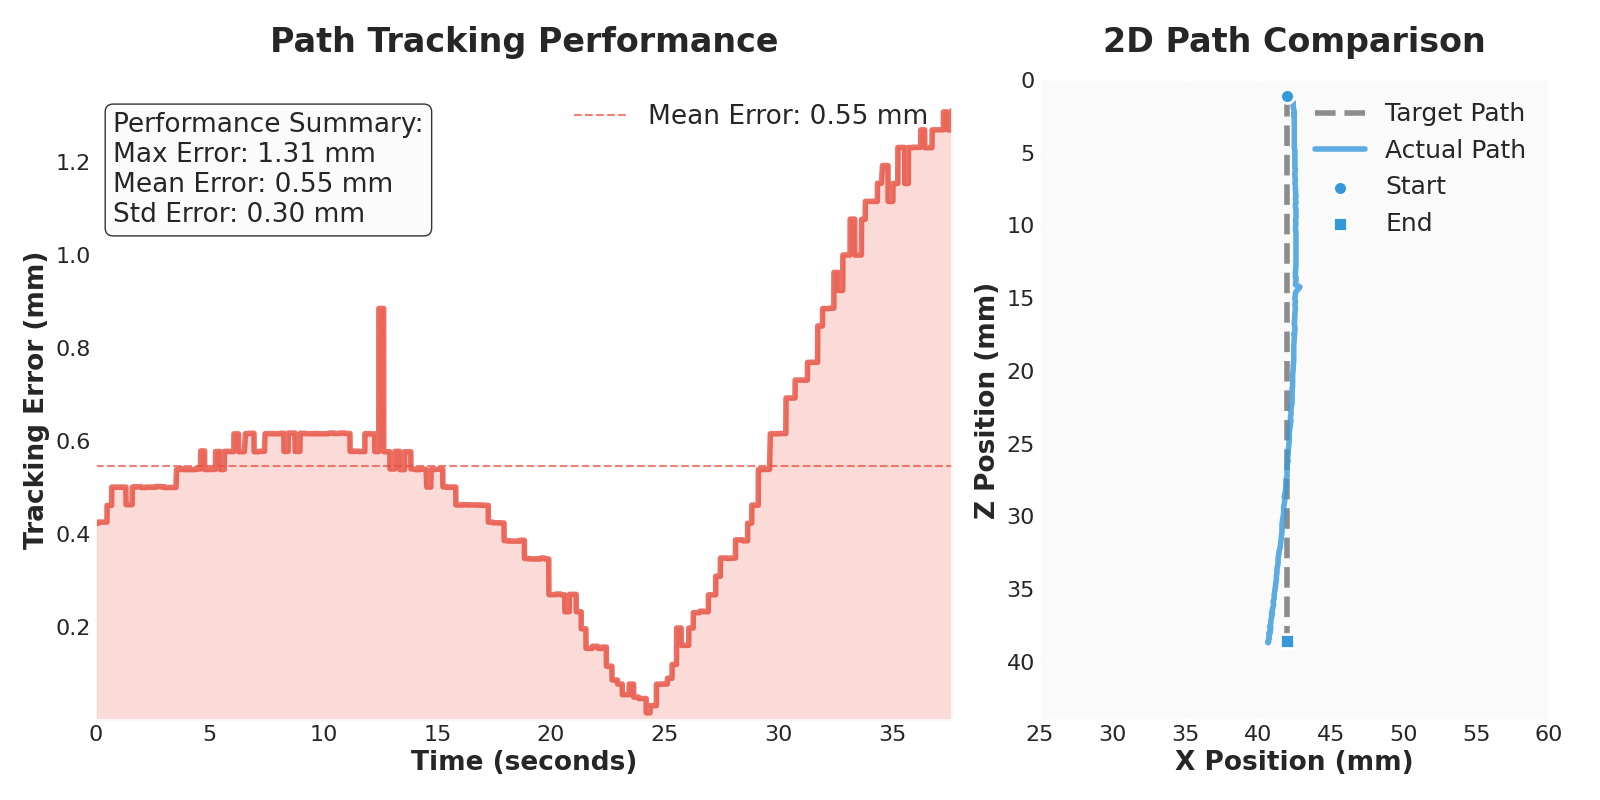 Path Tracking Performance
Performance Summary:
Max Error: 1.31 mm
Mean Error: 0.55 mm
Std Error: 0.30 mm
Mean Error: 0.55 mm
Tracking Error (mm)
1.2
1.0
0.8
0.6
0.4
0.2
0 5 10 15 20 25 30 35
Time (seconds)
2D Path Comparison
Target Path
Actual Path
Start
End
Z Position (mm)
0
5
10
15
20
25
30
35
40
25 30 35 40 45 50 55 60
X Position (mm)